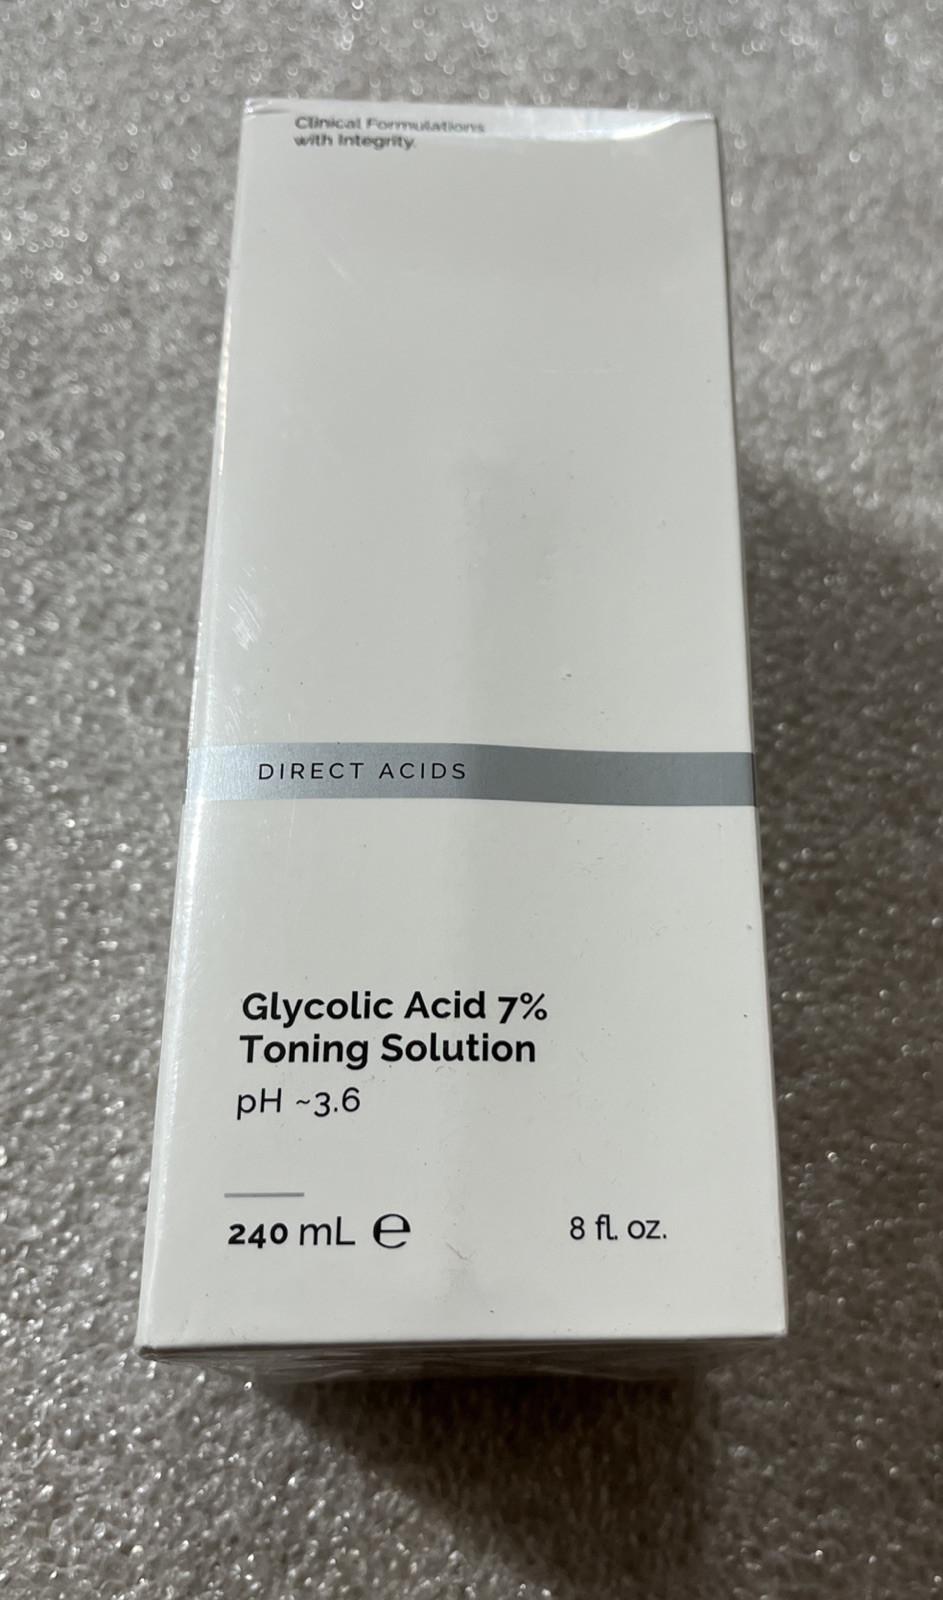 Clinical Formulations
with Integrity.
DIRECT ACIDS
Glycolic Acid 7%
Toning Solution
pH ~3.6
240 mL ℮
8 fl. oz.